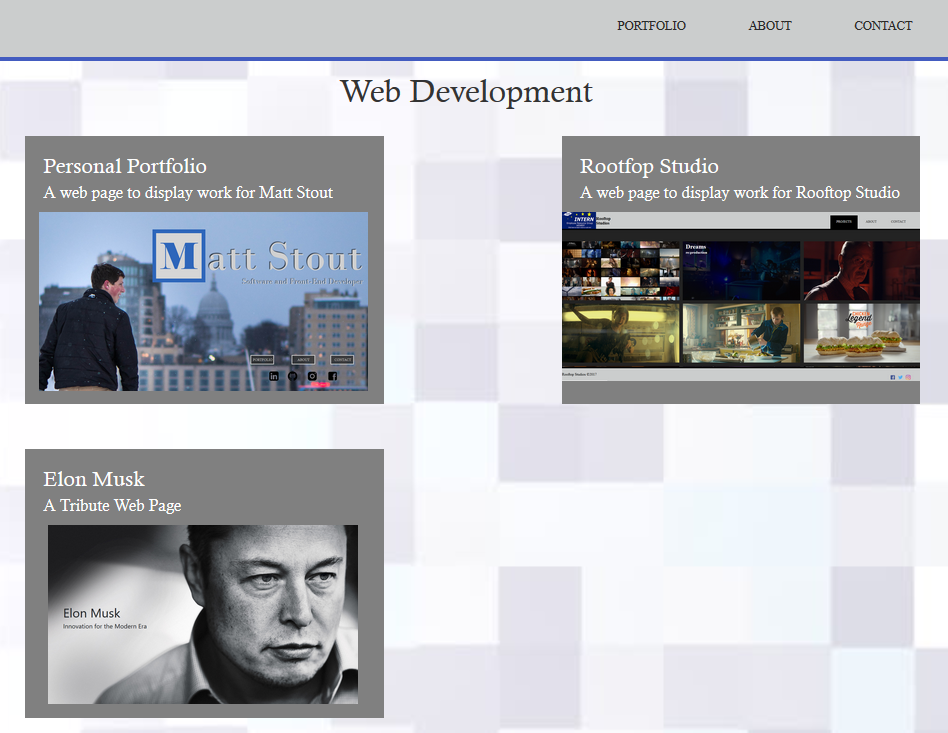 PORTFOLIO ABOUT CONTACT
Web Development
Personal Portfolio
A web page to display work for Matt Stout
Matt Stout
Software and Front-End Developer
PORTFOLIO ABOUT CONTACT
Rootfop Studio
A web page to display work for Rooftop Studio
INTERN
Rooftop
Studios
PROJECTS ABOUT CONTACT
Dreams
co-production
Legend
Rooftop Studios ©2017
Elon Musk
A Tribute Web Page
Elon Musk
Innovation for the Modern Era